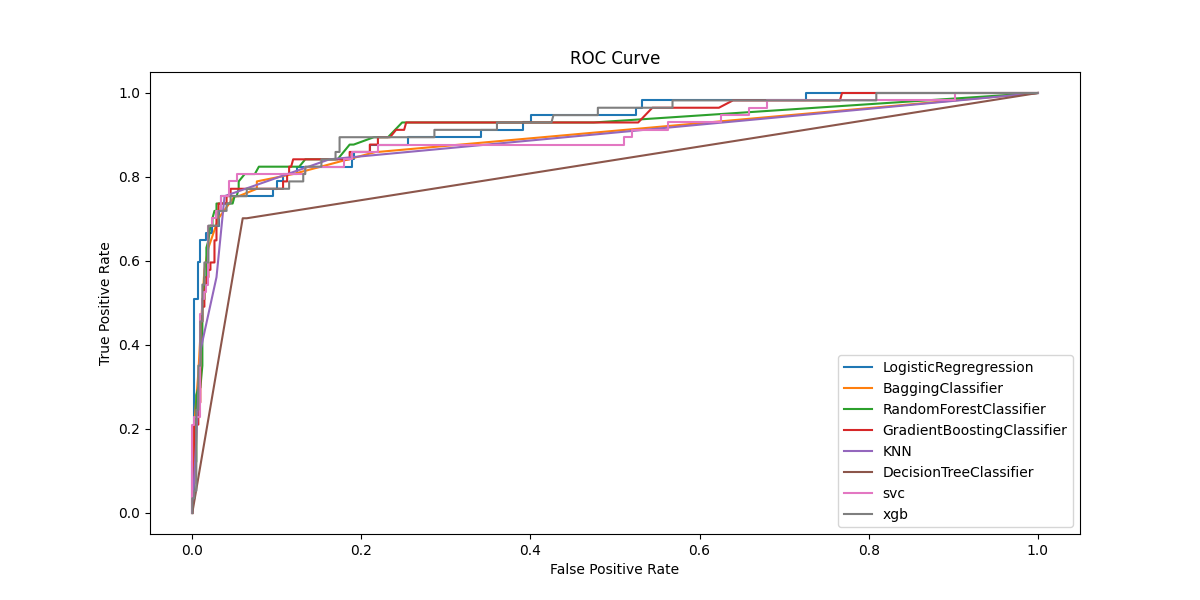 ROC Curve
True Positive Rate
1.0
0.8
0.6
0.4
0.2
0.0
LogisticRegregression
BaggingClassifier
RandomForestClassifier
GradientBoostingClassifier
KNN
DecisionTreeClassifier
svc
xgb
0.0 0.2 0.4 0.6 0.8 1.0
False Positive Rate